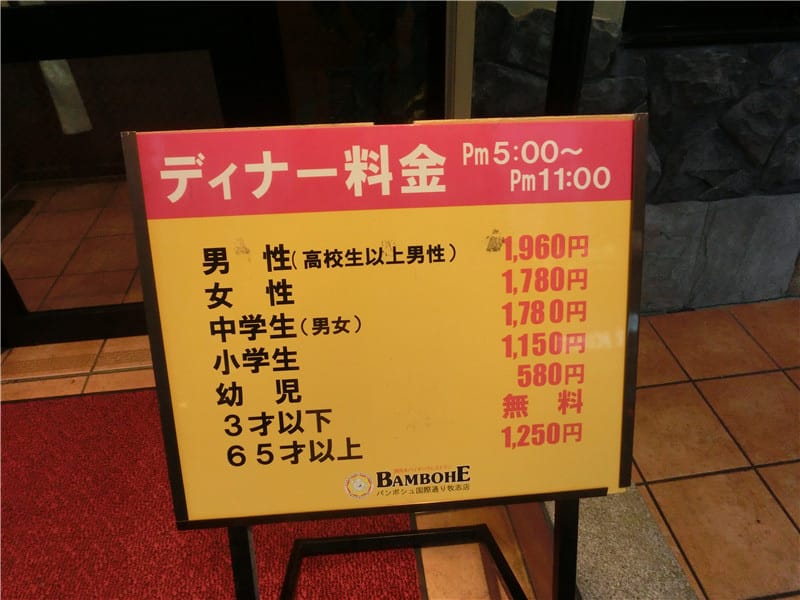 ディナー料金 Pm5:00〜
Pm11:00
男　性(高校生以上男性) 1,960円
女　性 1,780円
中学生(男女) 1,780円
小学生 1,150円
幼　児 580円
3才以下 無　料
65才以上 1,250円
BAMBOHE
バンボシュ国際通り牧志店